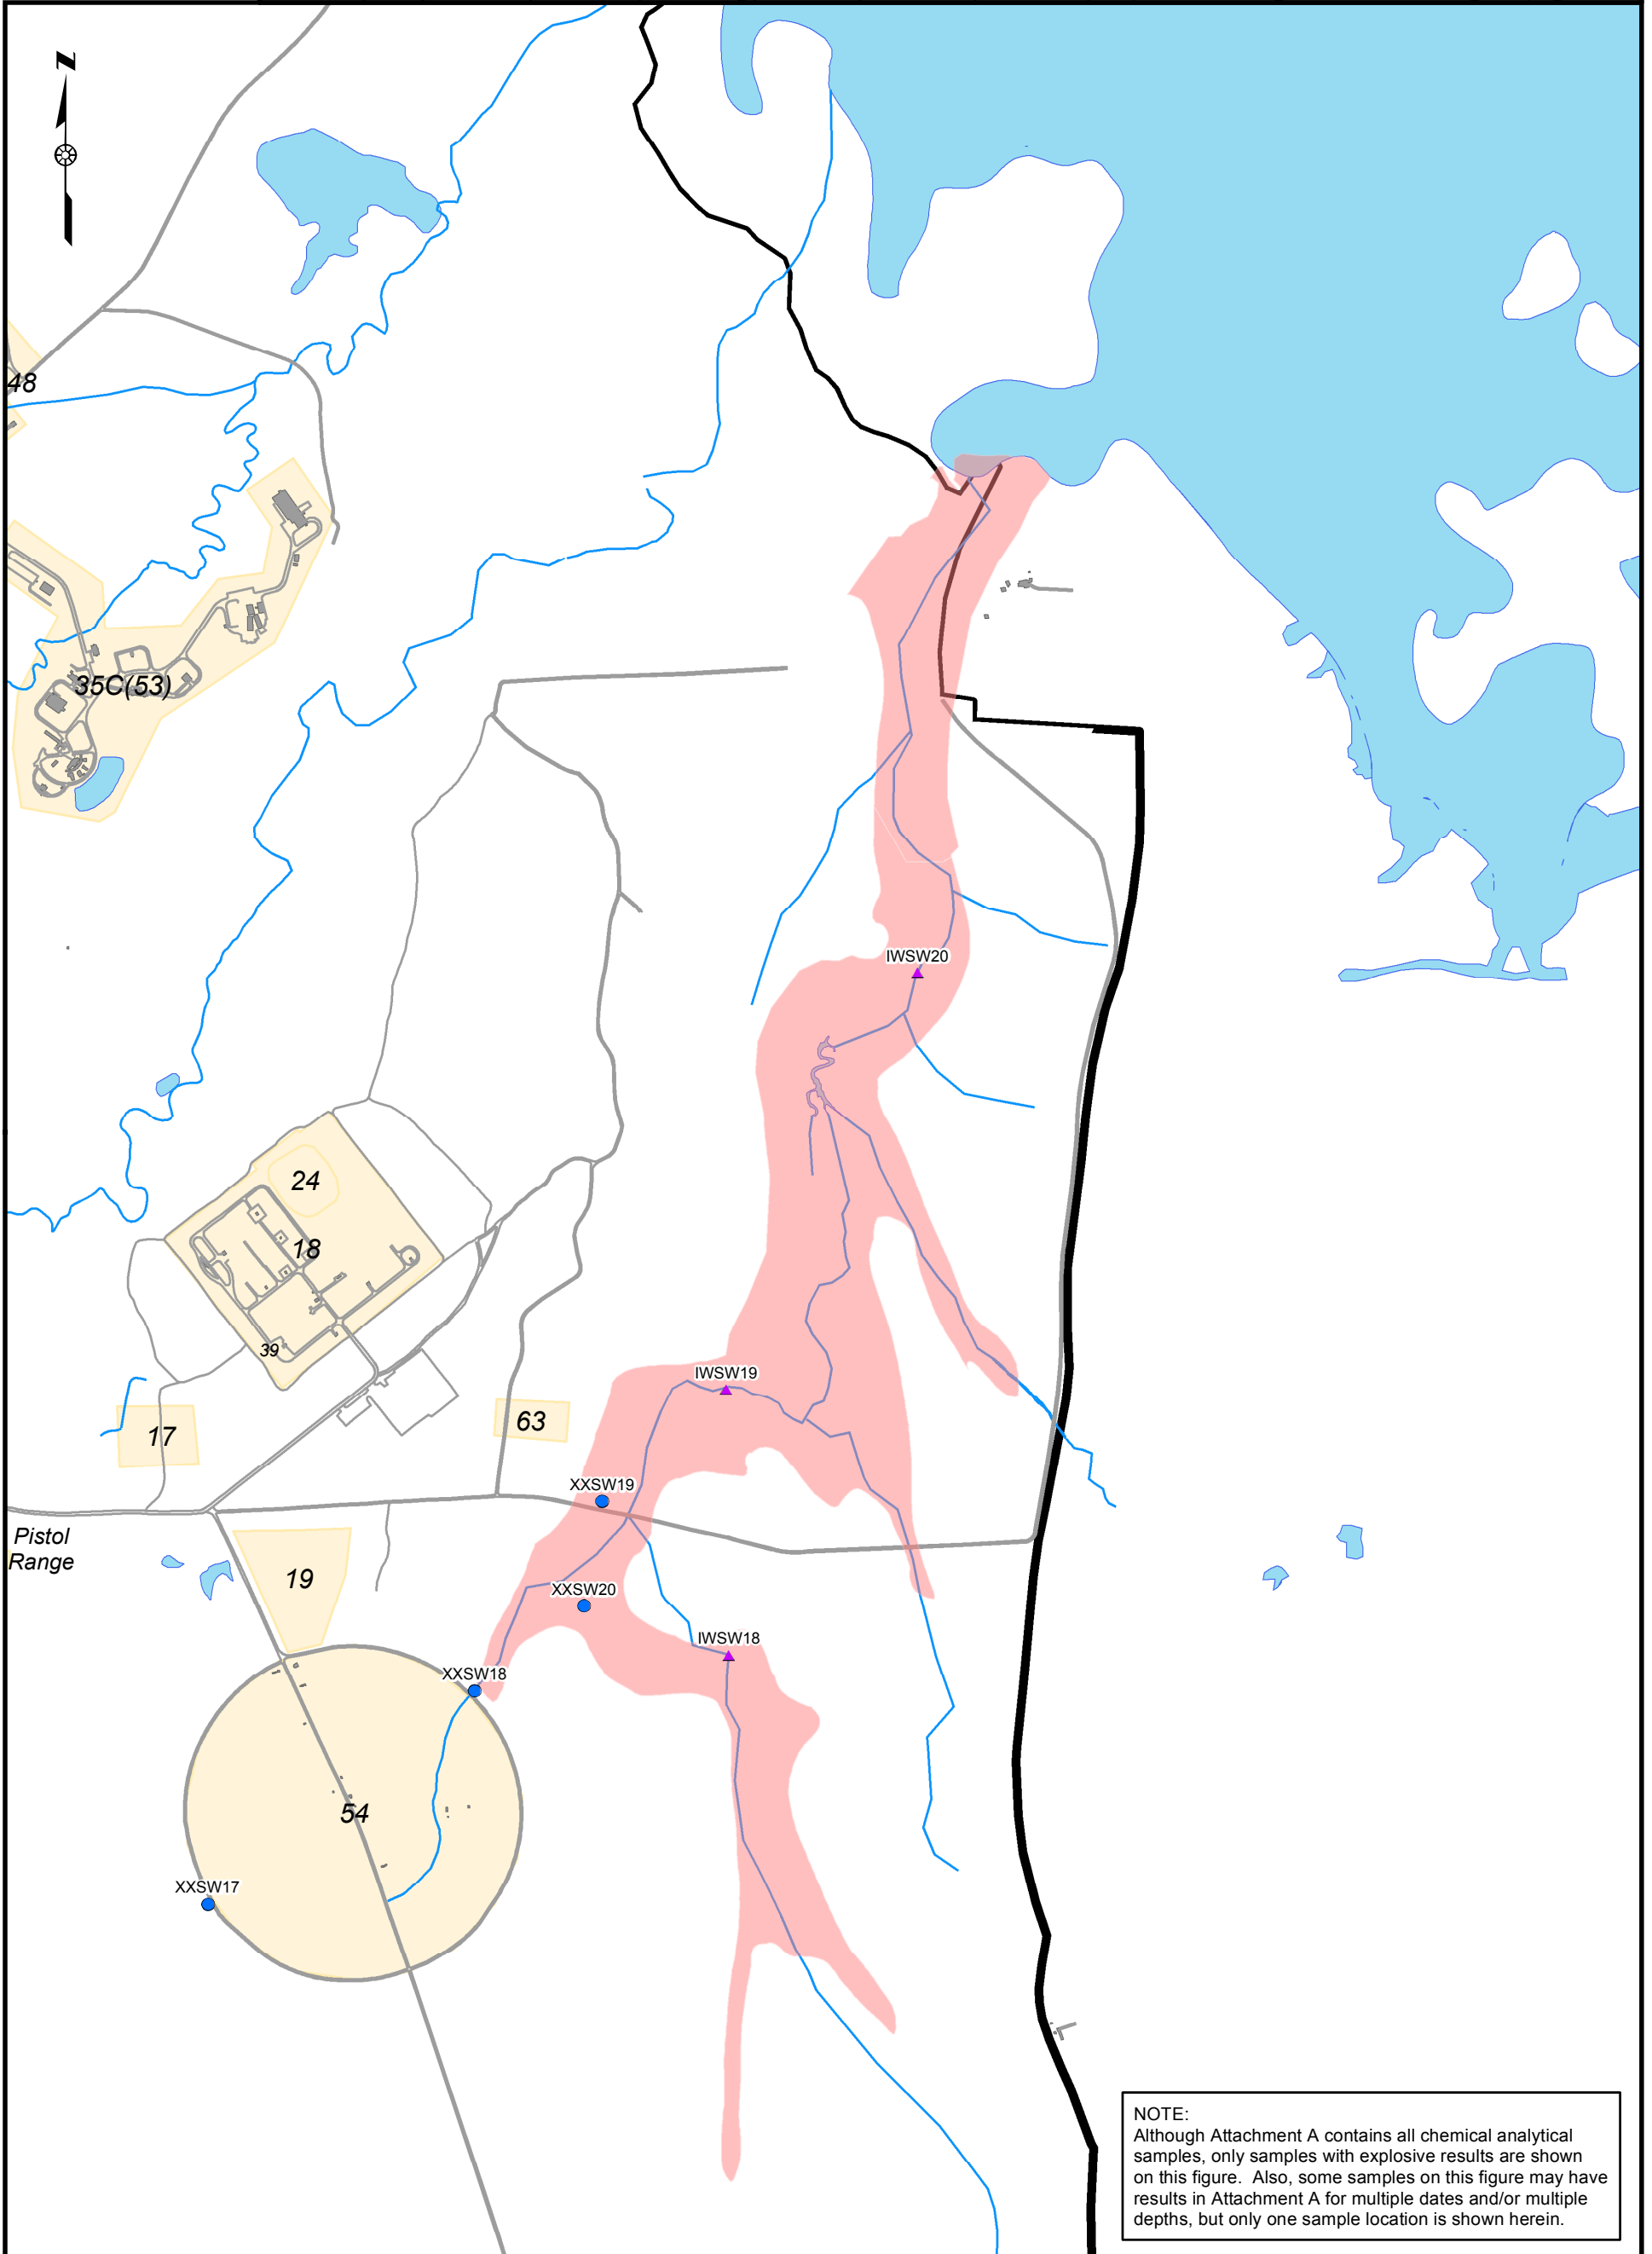 N
48
35C(53)
IWSW20
24
18
39
IWSW19
63
17
XXSW19
Pistol
Range
19
XXSW20
IWSW18
XXSW18
54
XXSW17
NOTE:
Although Attachment A contains all chemical analytical
samples, only samples with explosive results are shown
on this figure.  Also, some samples on this figure may have
results in Attachment A for multiple dates and/or multiple
depths, but only one sample location is shown herein.